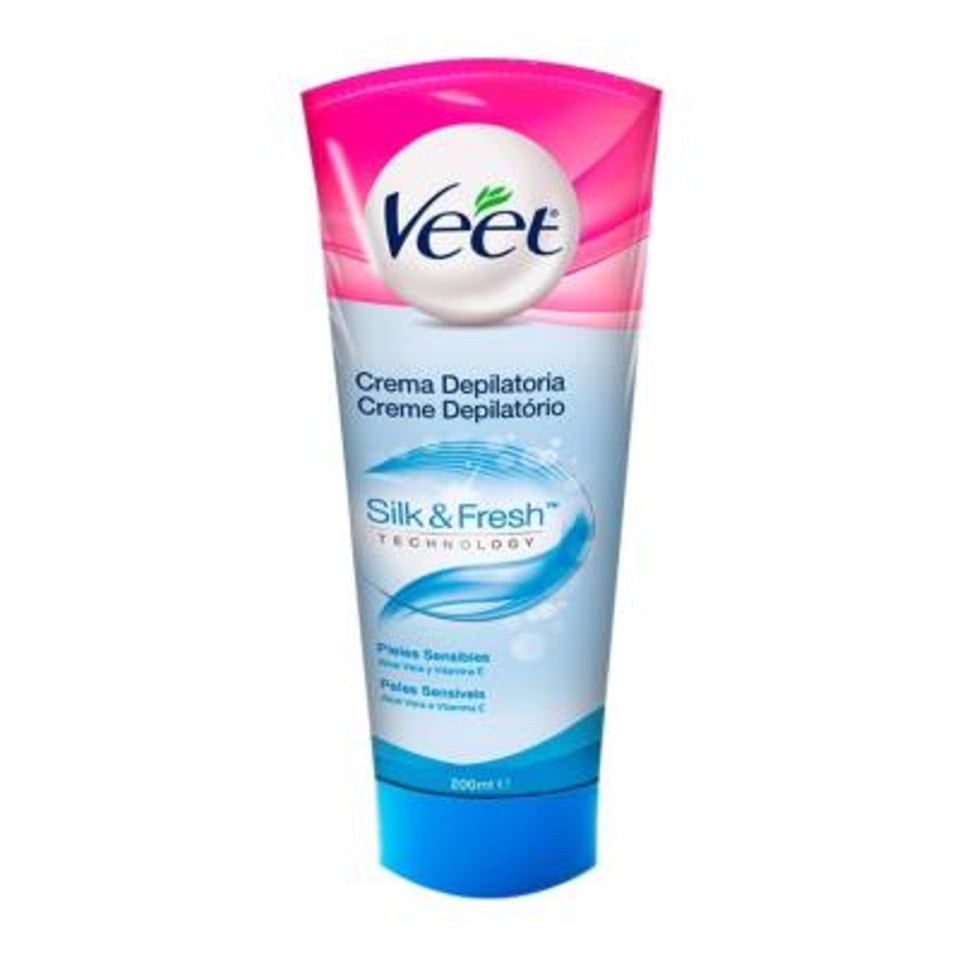 Veet®
Crema Depilatoria
Creme Depilatório
Silk & Fresh™
TECHNOLOGY
Pieles Sensibles
Aloe Vera y Vitamina E
Peles Sensíveis
Aloe Vera e Vitamina E
200ml ℮